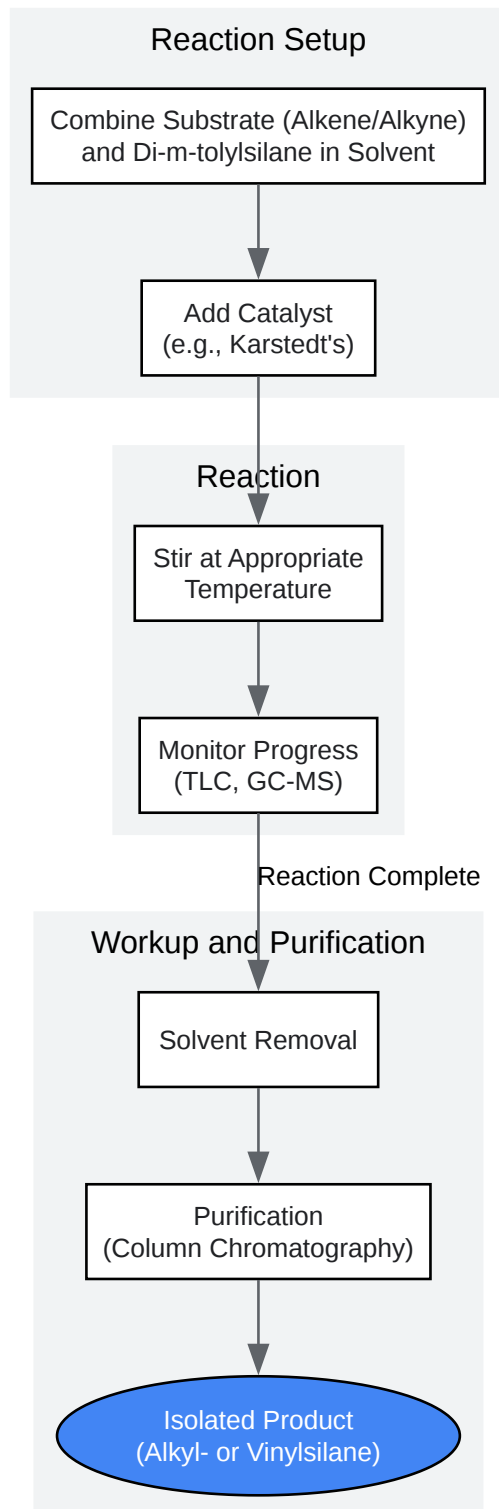 Reaction Setup
Combine Substrate (Alkene/Alkyne)
and Di-m-tolylsilane in Solvent
Add Catalyst
(e.g., Karstedt's)
Reaction
Stir at Appropriate
Temperature
Monitor Progress
(TLC, GC-MS)
Reaction Complete
Workup and Purification
Solvent Removal
Purification
(Column Chromatography)
Isolated Product
(Alkyl- or Vinylsilane)